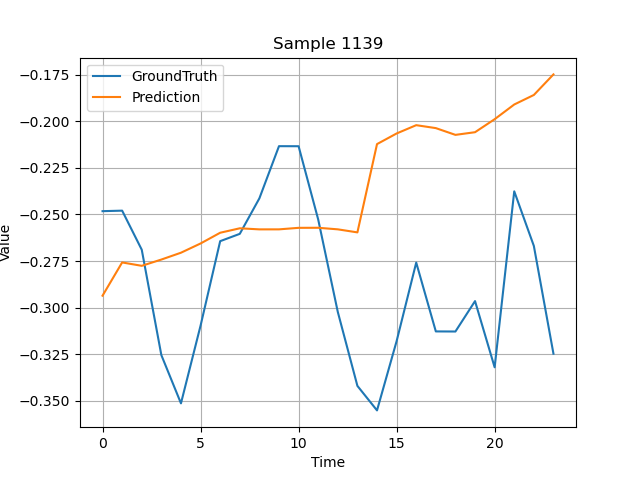 Sample 1139
GroundTruth
Prediction
−0.175
−0.200
−0.225
−0.250
−0.275
−0.300
−0.325
−0.350
Value
0 5 10 15 20
Time